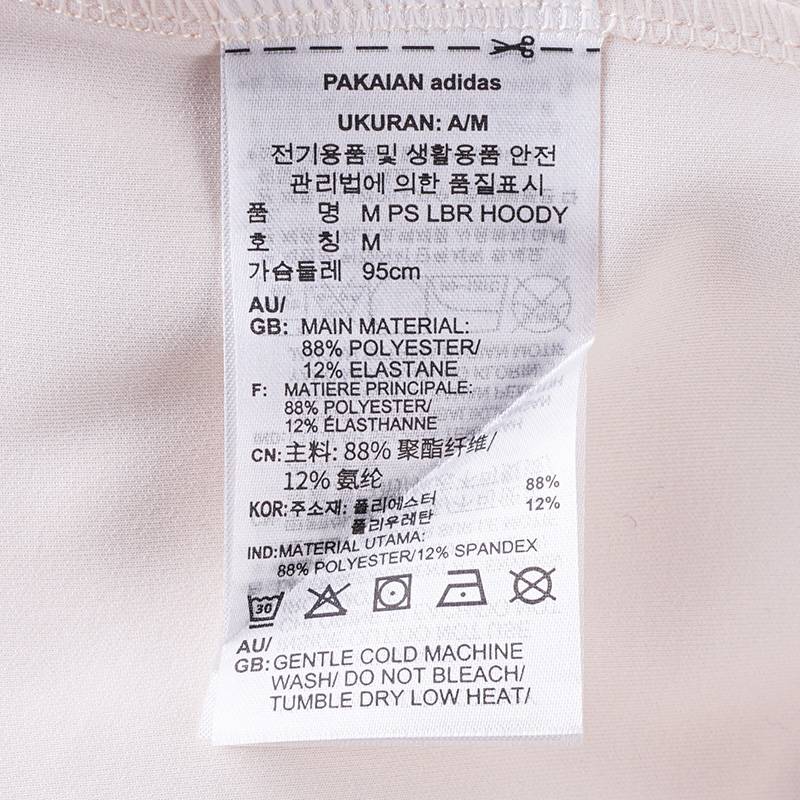 PAKAIAN adidas
UKURAN: A/M
전기용품 및 생활용품 안전
관리법에 의한 품질표시
품 명 M PS LBR HOODY
호 칭 M
가슴둘레 95cm
AU/
GB: MAIN MATERIAL:
88% POLYESTER/
12% ELASTANE
F: MATIERE PRINCIPALE:
88% POLYESTER/
12% ÉLASTHANNE
CN: 主料: 88% 聚酯纤维/
12% 氨纶
KOR: 주소재: 폴리에스터 88%
폴리우레탄 12%
IND: MATERIAL UTAMA:
88% POLYESTER/12% SPANDEX
30
AU/
GB: GENTLE COLD MACHINE
WASH/ DO NOT BLEACH/
TUMBLE DRY LOW HEAT/